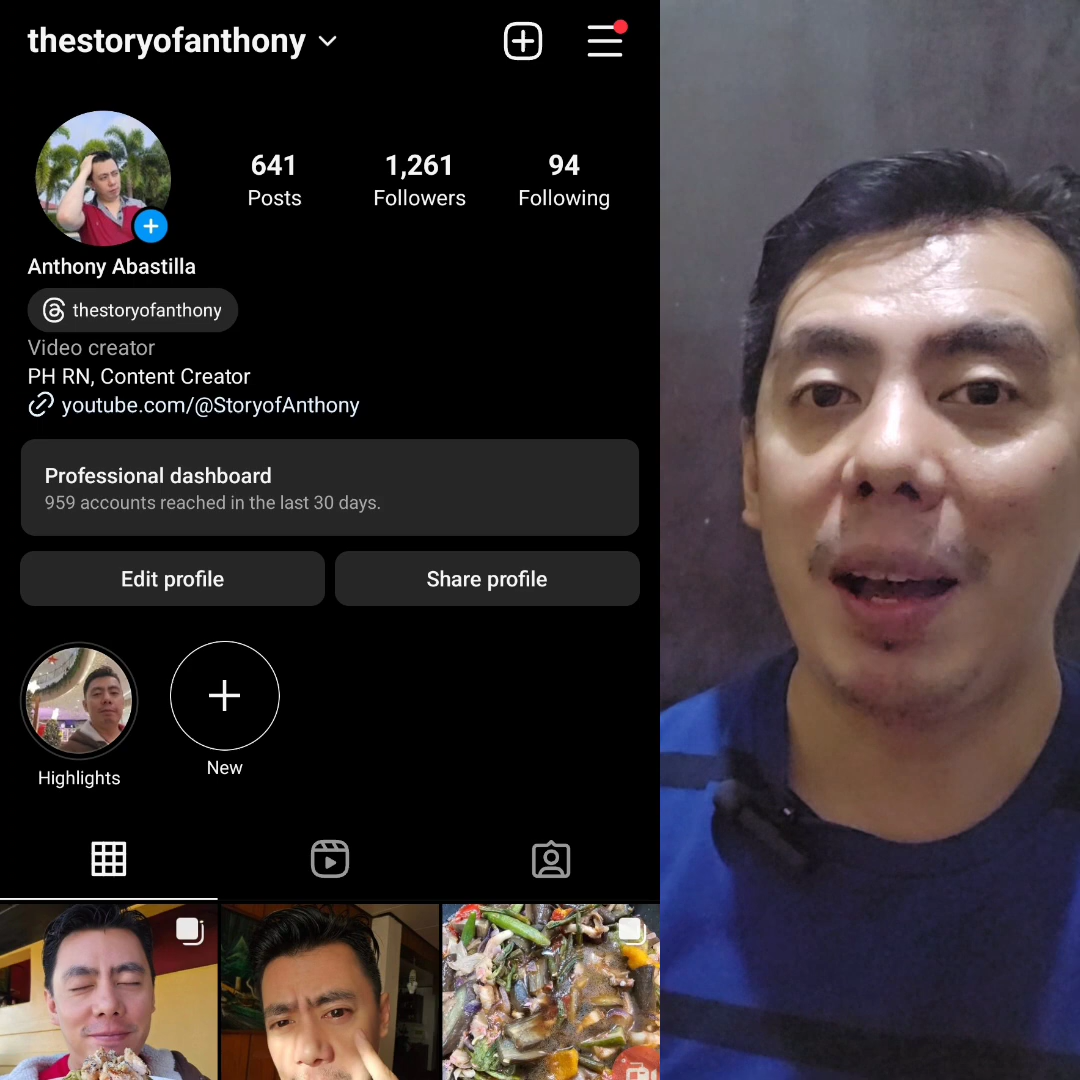 thestoryofanthony
641
1,261
94
Posts
Followers
Following
Anthony Abastilla
thestoryofanthony
Video creator
PH RN, Content Creator
youtube.com/@StoryofAnthony
Professional dashboard
959 accounts reached in the last 30 days.
Edit profile
Share profile
Highlights
New